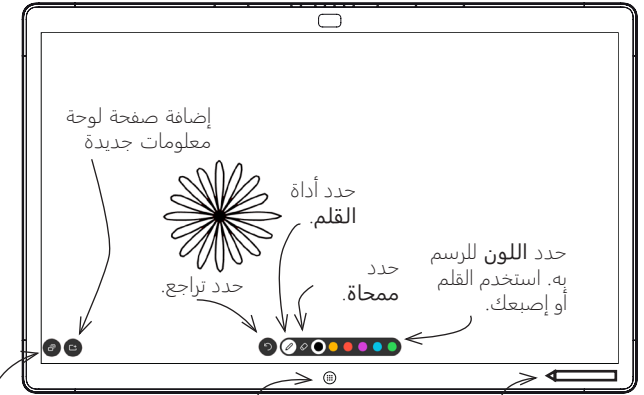 إضافة صفحة لوحة
معلومات جديدة
حدد أداة
القلم.
حدد تراجع.
حدد
ممحاة.
حدد اللون للرسم
به. استخدم القلم
أو إصبعك.